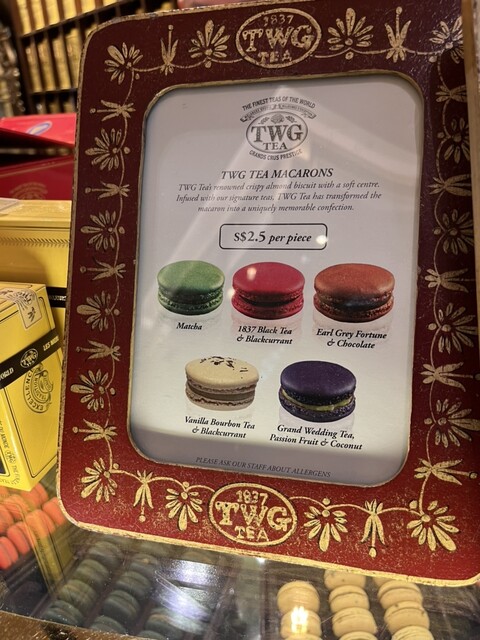 1837
TWG
TEA
THE FINEST TEAS OF THE WORLD
TWG
TEA
GRANDS CRUS PRESTIGE
TWG TEA MACARONS
TWG Tea's renowned crispy almond biscuit with a soft centre.
Infused with our signature teas, TWG Tea has transformed the
macaron into a uniquely memorable confection.
S$2.5 per piece
Matcha
1837 Black Tea
& Blackcurrant
Earl Grey Fortune
& Chocolate
Vanilla Bourbon Tea
& Blackcurrant
Grand Wedding Tea,
Passion Fruit & Coconut
PLEASE ASK OUR STAFF ABOUT ALLERGENS
1837
TWG
TEA
TWG